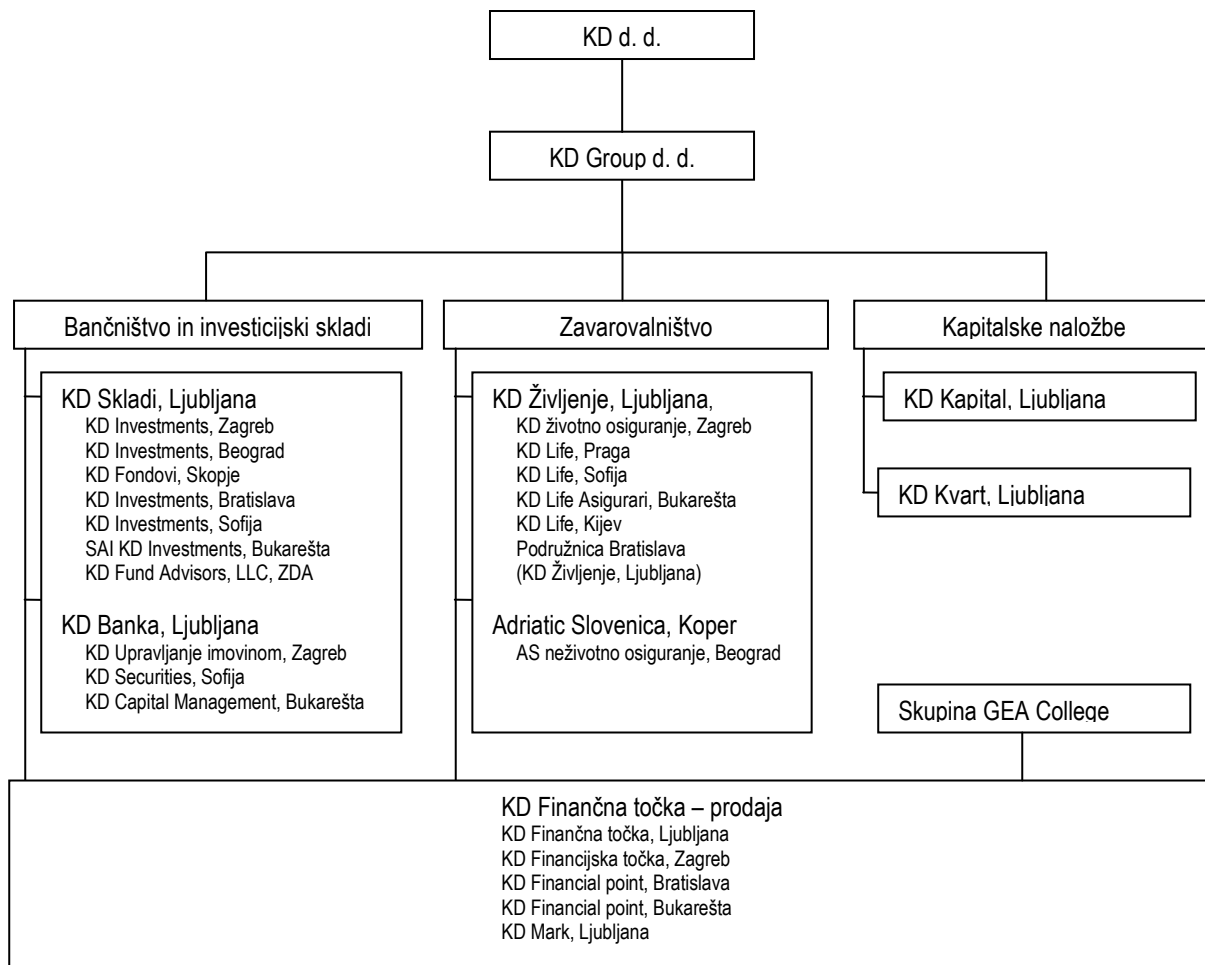 KD d. d.
KD Group d. d.
Bančništvo in investicijski skladi
KD Skladi, Ljubljana
KD Investments, Zagreb
KD Investments, Beograd
KD Fondovi, Skopje
KD Investments, Bratislava
KD Investments, Sofija
SAI KD Investments, Bukarešta
KD Fund Advisors, LLC, ZDA
KD Banka, Ljubljana
KD Upravljanje imovinom, Zagreb
KD Securities, Sofija
KD Capital Management, Bukarešta
Zavarovalništvo
KD Življenje, Ljubljana,
KD životno osiguranje, Zagreb
KD Life, Praga
KD Life, Sofija
KD Life Asigurari, Bukarešta
KD Life, Kijev
Podružnica Bratislava
(KD Življenje, Ljubljana)
Adriatic Slovenica, Koper
AS neživotno osiguranje, Beograd
Kapitalske naložbe
KD Kapital, Ljubljana
KD Kvart, Ljubljana
Skupina GEA College
KD Finančna točka – prodaja
KD Finančna točka, Ljubljana
KD Financijska točka, Zagreb
KD Financial point, Bratislava
KD Financial point, Bukarešta
KD Mark, Ljubljana